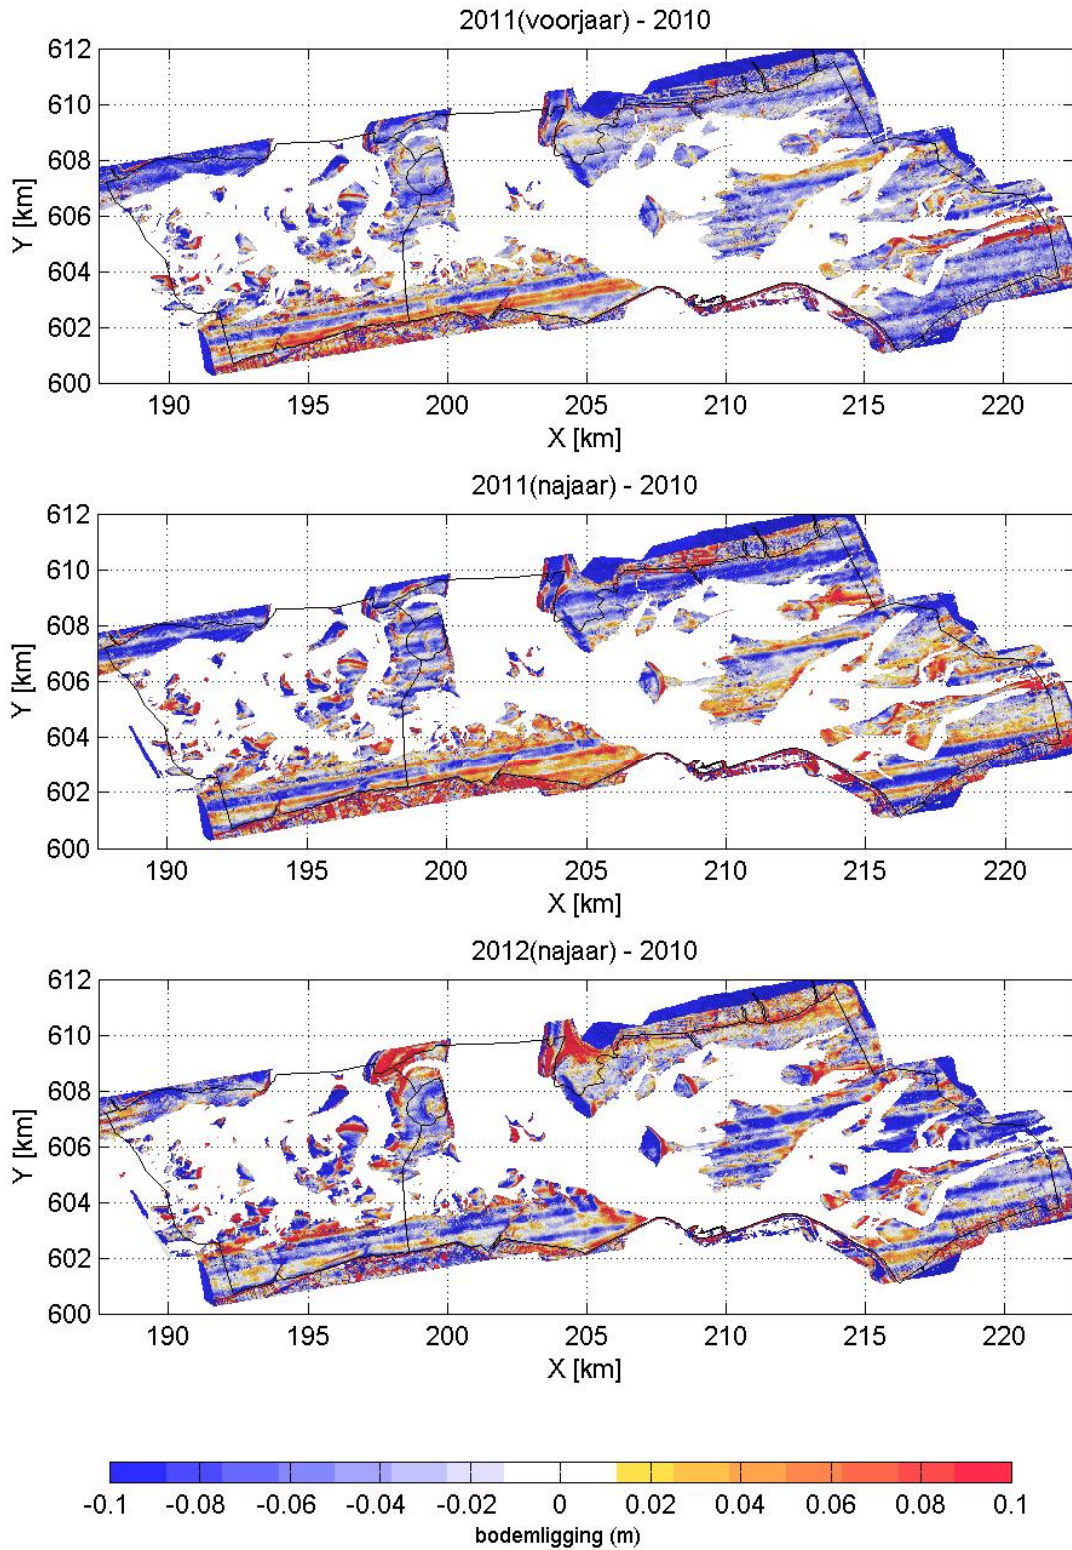 2011(voorjaar) - 2010
612
610
608
606
604
602
600
Y [km]
190 195 200 205 210 215 220
X [km]
2011(najaar) - 2010
612
610
608
606
604
602
600
Y [km]
190 195 200 205 210 215 220
X [km]
2012(najaar) - 2010
612
610
608
606
604
602
600
Y [km]
190 195 200 205 210 215 220
X [km]
-0.1 -0.08 -0.06 -0.04 -0.02 0 0.02 0.04 0.06 0.08 0.1
bodemligging (m)